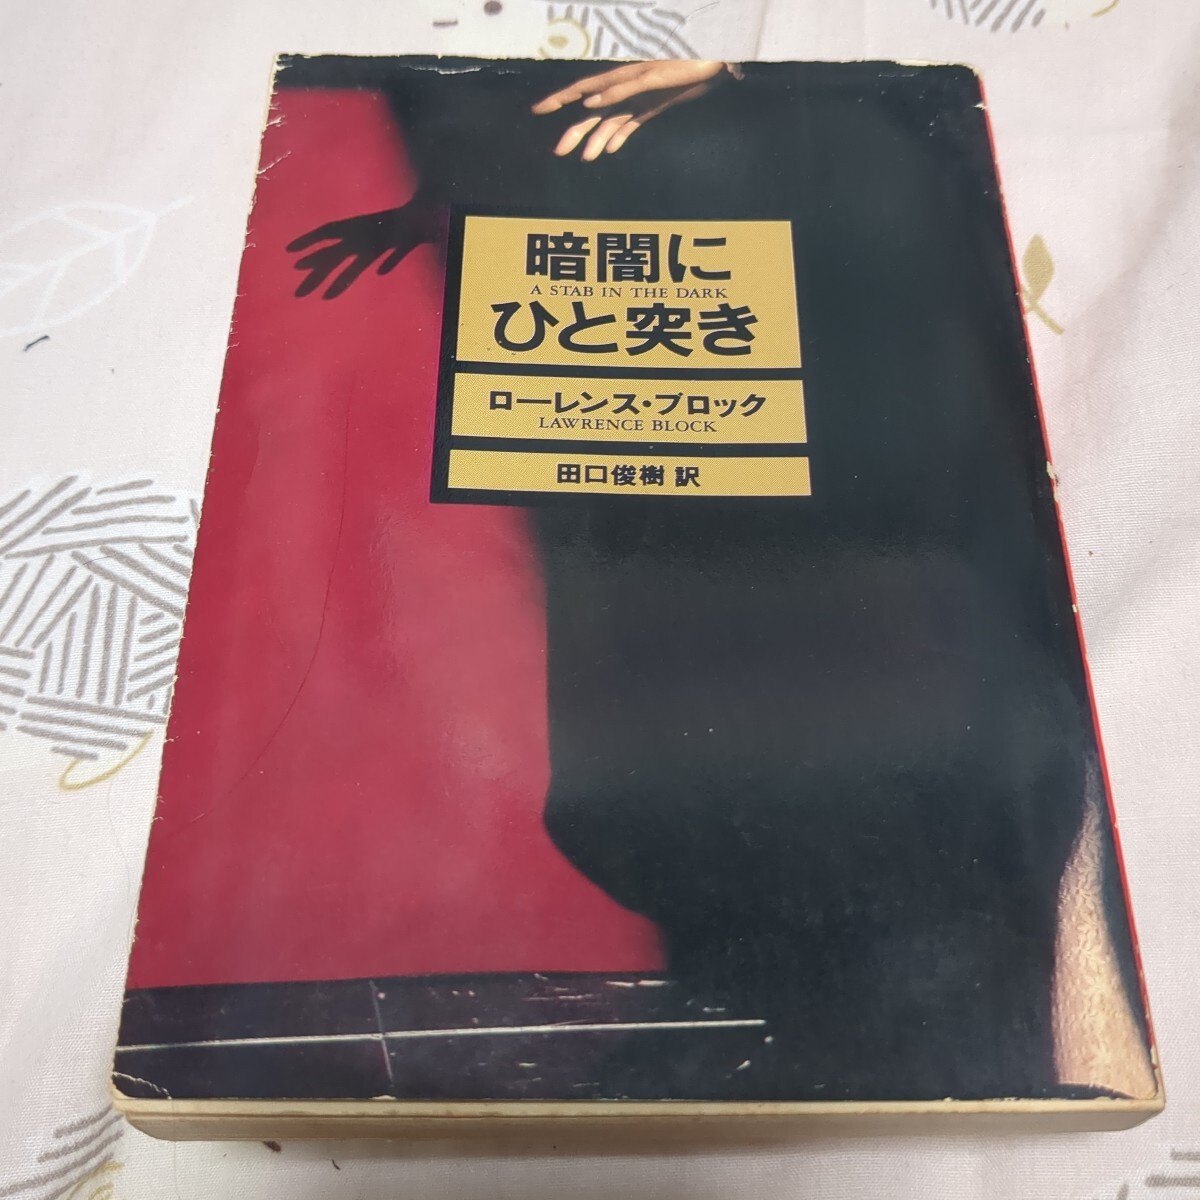 暗闇に
A STAB IN THE DARK
ひと突き
ローレンス・ブロック
LAWRENCE BLOCK
田口俊樹 訳